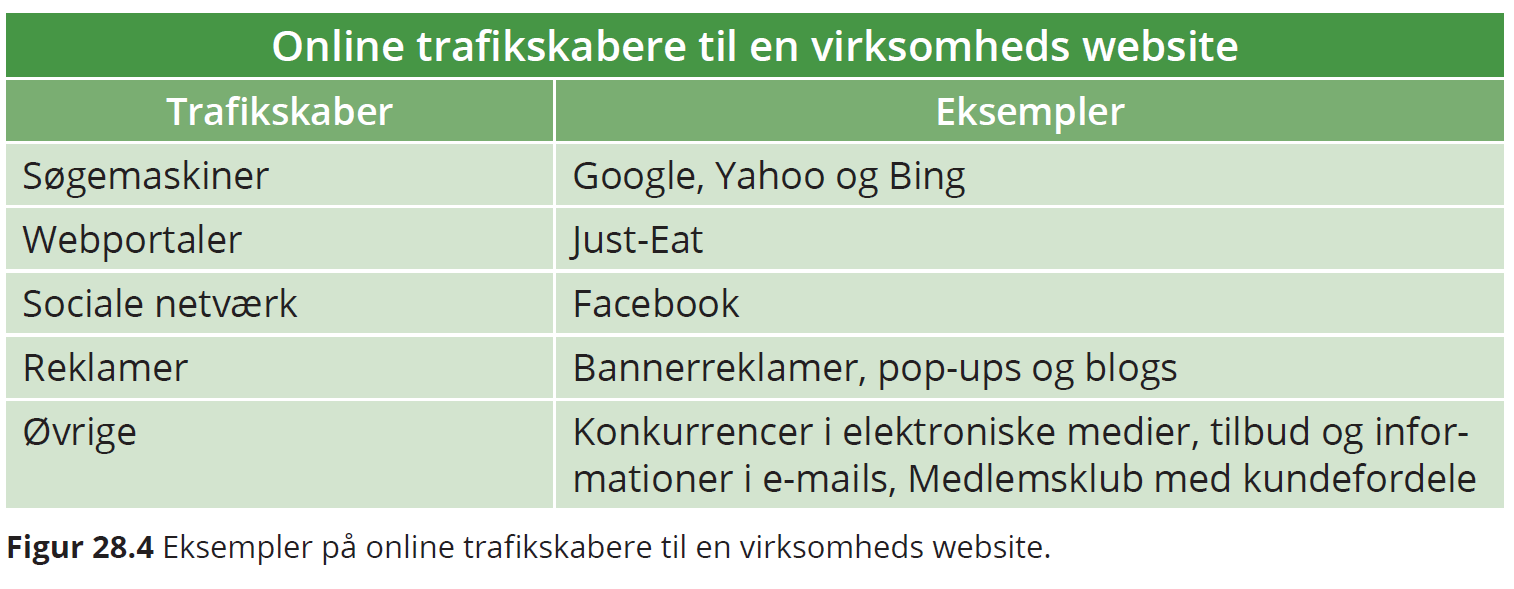 Online trafikskabere til en virksomheds website
Trafikskaber
Eksempler
Søgemaskiner
Google, Yahoo og Bing
Webportaler
Just-Eat
Sociale netværk
Facebook
Reklamer
Bannerreklamer, pop-ups og blogs
Øvrige
Konkurrencer i elektroniske medier, tilbud og infor-
mationer i e-mails, Medlemsklub med kundefordele
Figur 28.4 Eksempler på online trafikskabere til en virksomheds website.